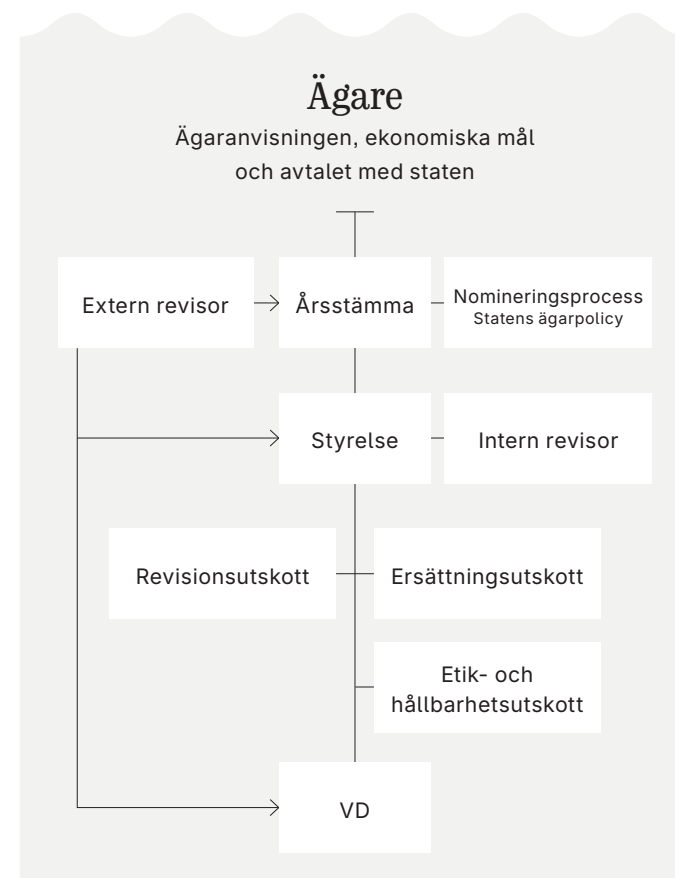 Ägare
Ägaranvisningen, ekonomiska mål
och avtalet med staten
Extern revisor
Årsstämma
Nomineringsprocess
Statens ägarpolicy
Styrelse
Intern revisor
Revisionsutskott
Ersättningsutskott
Etik- och
hållbarhetsutskott
VD